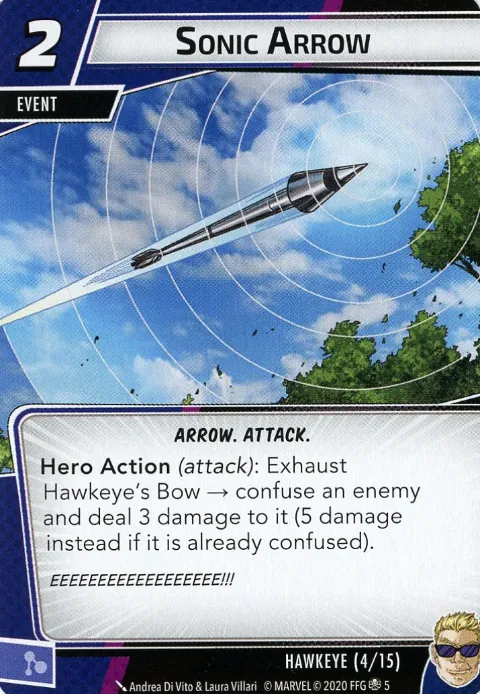 2
SONIC ARROW
EVENT
ARROW. ATTACK.
Hero Action (attack): Exhaust
Hawkeye's Bow → confuse an enemy
and deal 3 damage to it (5 damage
instead if it is already confused).
EEEEEEEEEEEEEEEEEE!!!
HAWKEYE (4/15)
Andrea Di Vito & Laura Villari © MARVEL © 2020 FFG 5